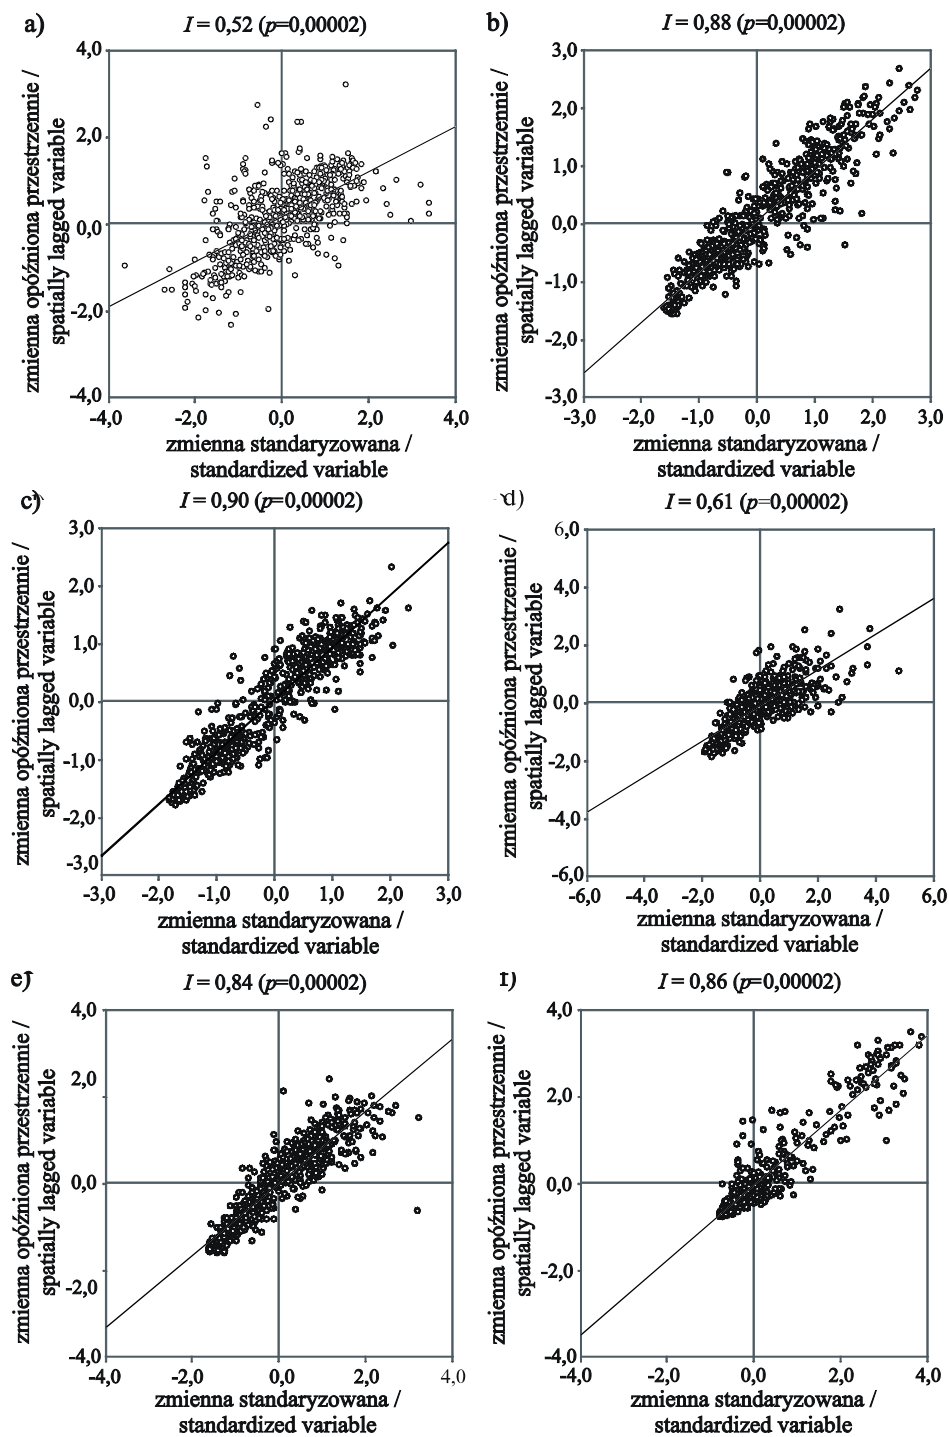 a)
I = 0,52 (p=0,00002)
zmienna opóźniona przestrzennie /
spatially lagged variable
4,0
2,0
0,0
-2,0
-4,0
-4,0 -2,0 0,0 2,0 4,0
zmienna standaryzowana /
standardized variable
b)
I = 0,88 (p=0,00002)
zmienna opóźniona przestrzennie /
spatially lagged variable
3,0
2,0
1,0
0,0
-1,0
-2,0
-3,0
-3,0 -2,0 -1,0 0,0 1,0 2,0 3,0
zmienna standaryzowana /
standardized variable
c)
I = 0,90 (p=0,00002)
zmienna opóźniona przestrzennie /
spatially lagged variable
3,0
2,0
1,0
0,0
-1,0
-2,0
-3,0
-3,0 -2,0 -1,0 0,0 1,0 2,0 3,0
zmienna standaryzowana /
standardized variable
d)
I = 0,61 (p=0,00002)
zmienna opóźniona przestrzennie /
spatially lagged variable
6,0
4,0
2,0
0,0
-2,0
-4,0
-6,0
-6,0 -4,0 -2,0 0,0 2,0 4,0 6,0
zmienna standaryzowana /
standardized variable
e)
I = 0,84 (p=0,00002)
zmienna opóźniona przestrzennie /
spatially lagged variable
4,0
2,0
0,0
-2,0
-4,0
-4,0 -2,0 0,0 2,0 4,0
zmienna standaryzowana /
standardized variable
f)
I = 0,86 (p=0,00002)
zmienna opóźniona przestrzennie /
spatially lagged variable
4,0
2,0
0,0
-2,0
-4,0
-4,0 -2,0 0,0 2,0 4,0
zmienna standaryzowana /
standardized variable